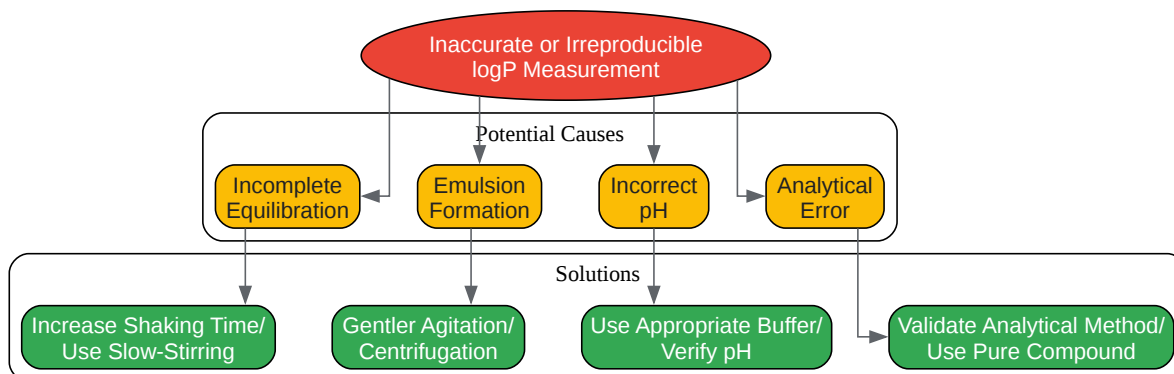 Inaccurate or Irreproducible
logP Measurement
Potential Causes
Incomplete
Equilibration
Emulsion
Formation
Incorrect
pH
Analytical
Error
Solutions
Increase Shaking Time/
Use Slow-Stirring
Gentler Agitation/
Centrifugation
Use Appropriate Buffer/
Verify pH
Validate Analytical Method/
Use Pure Compound